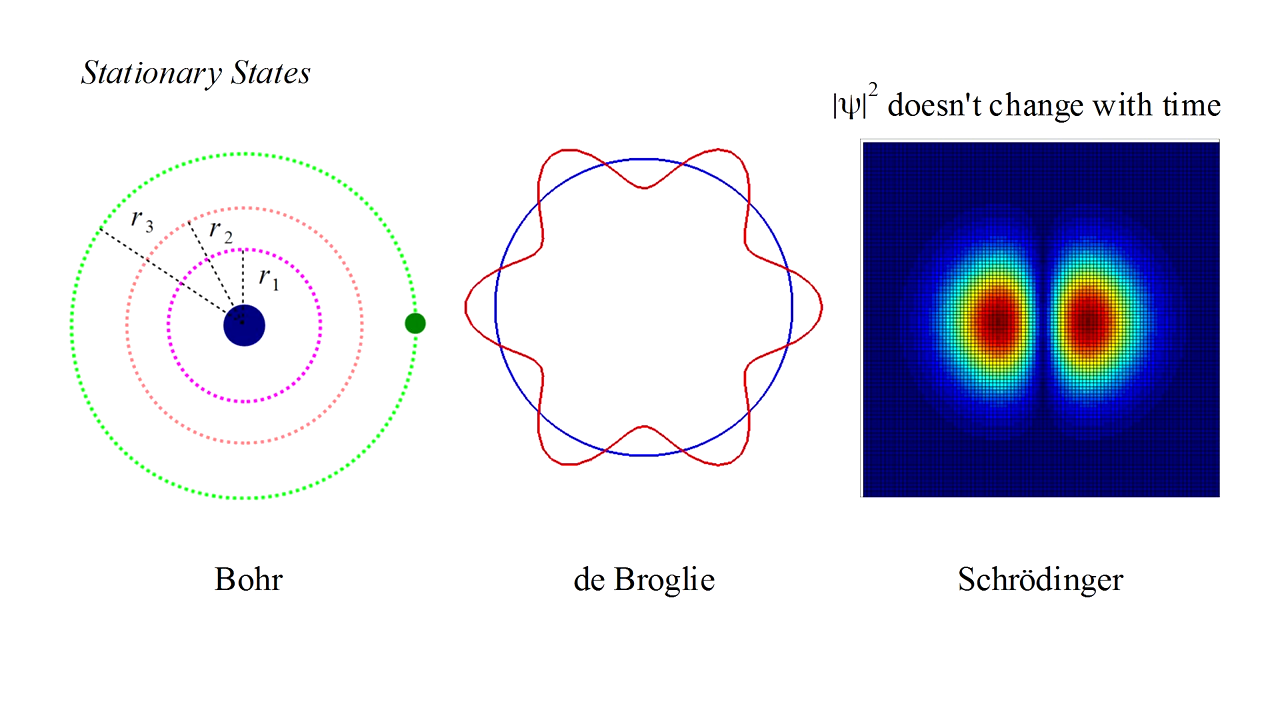 Stationary States
|ψ|² doesn't change with time
r₃
r₂
r₁
Bohr
de Broglie
Schrödinger